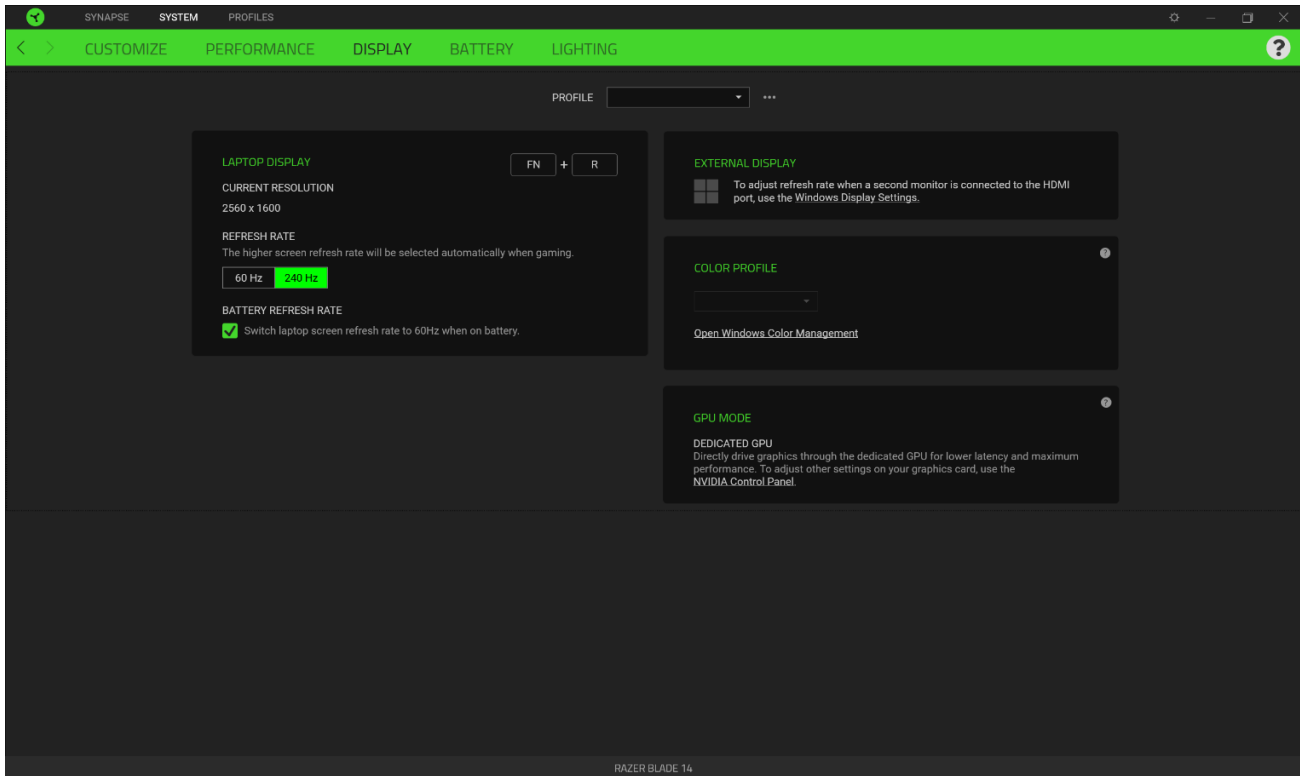 SYNAPSE SYSTEM PROFILES
CUSTOMIZE PERFORMANCE DISPLAY BATTERY LIGHTING ?
PROFILE
LAPTOP DISPLAY
FN + R
CURRENT RESOLUTION
2560 x 1600
REFRESH RATE
The higher screen refresh rate will be selected automatically when gaming.
60 Hz 240 Hz
BATTERY REFRESH RATE
Switch laptop screen refresh rate to 60Hz when on battery.
EXTERNAL DISPLAY
To adjust refresh rate when a second monitor is connected to the HDMI
port, use the Windows Display Settings.
COLOR PROFILE ?
Open Windows Color Management
GPU MODE ?
DEDICATED GPU
Directly drive graphics through the dedicated GPU for lower latency and maximum
performance. To adjust other settings on your graphics card, use the
NVIDIA Control Panel.
RAZER BLADE 14